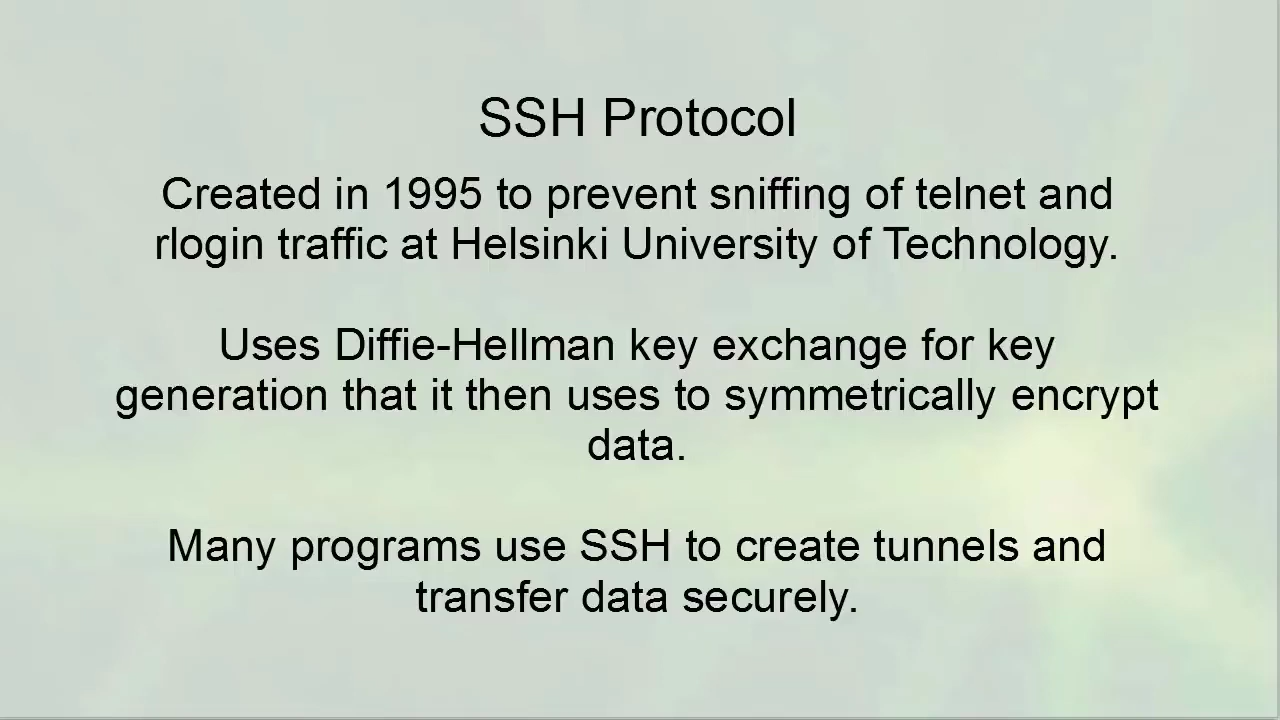 SSH Protocol
Created in 1995 to prevent sniffing of telnet and
rlogin traffic at Helsinki University of Technology.
Uses Diffie-Hellman key exchange for key
generation that it then uses to symmetrically encrypt
data.
Many programs use SSH to create tunnels and
transfer data securely.